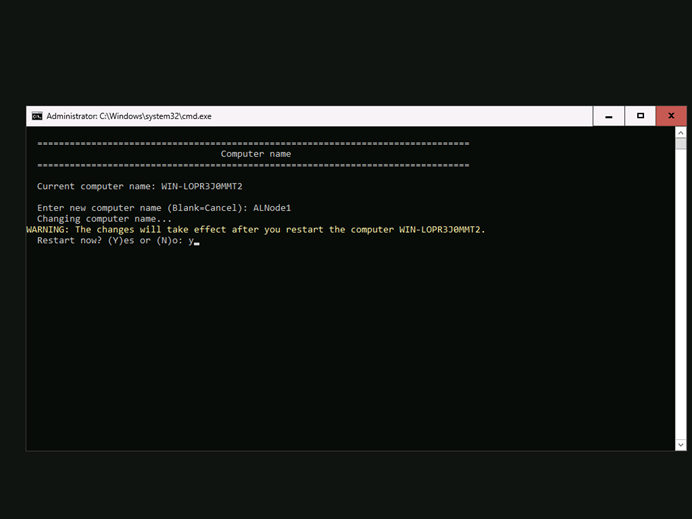 Administrator: C:\Windows\system32\cmd.exe
================================================================================
Computer name
================================================================================
Current computer name: WIN-LOPR3J0MMT2
Enter new computer name (Blank=Cancel): ALNode1
Changing computer name...
WARNING: The changes will take effect after you restart the computer WIN-LOPR3J0MMT2.
Restart now? (Y)es or (N)o: y